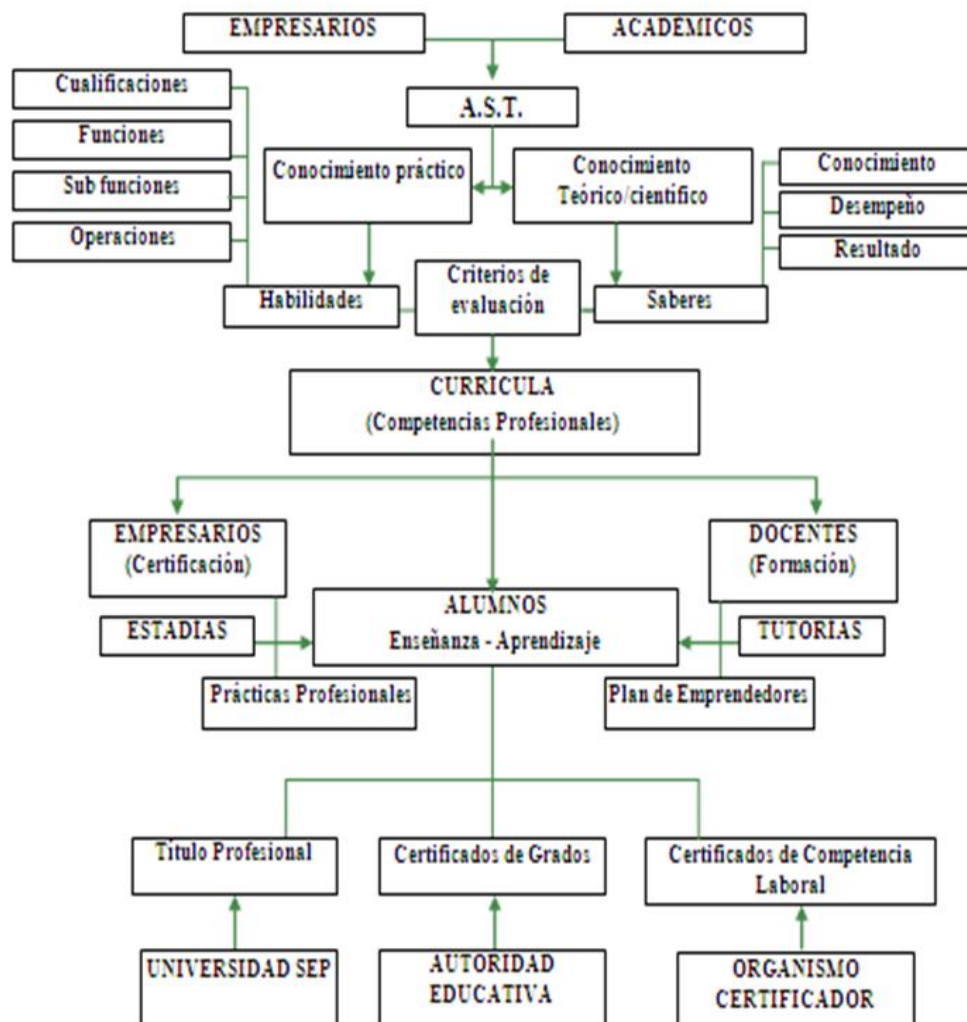 EMPRESARIOS
ACADEMICOS
Cualificaciones
A.S.T.
Funciones
Conocimiento práctico
Conocimiento
Teórico/científico
Conocimiento
Sub funciones
Desempeño
Operaciones
Resultado
Habilidades
Criterios de
evaluación
Saberes
CURRICULA
(Competencias Profesionales)
EMPRESARIOS
(Certificación)
DOCENTES
(Formación)
ALUMNOS
Enseñanza - Aprendizaje
ESTADIAS
TUTORIAS
Prácticas Profesionales
Plan de Emprendedores
Titulo Profesional
Certificados de Grados
Certificados de Competencia
Laboral
UNIVERSIDAD SEP
AUTORIDAD
EDUCATIVA
ORGANISMO
CERTIFICADOR